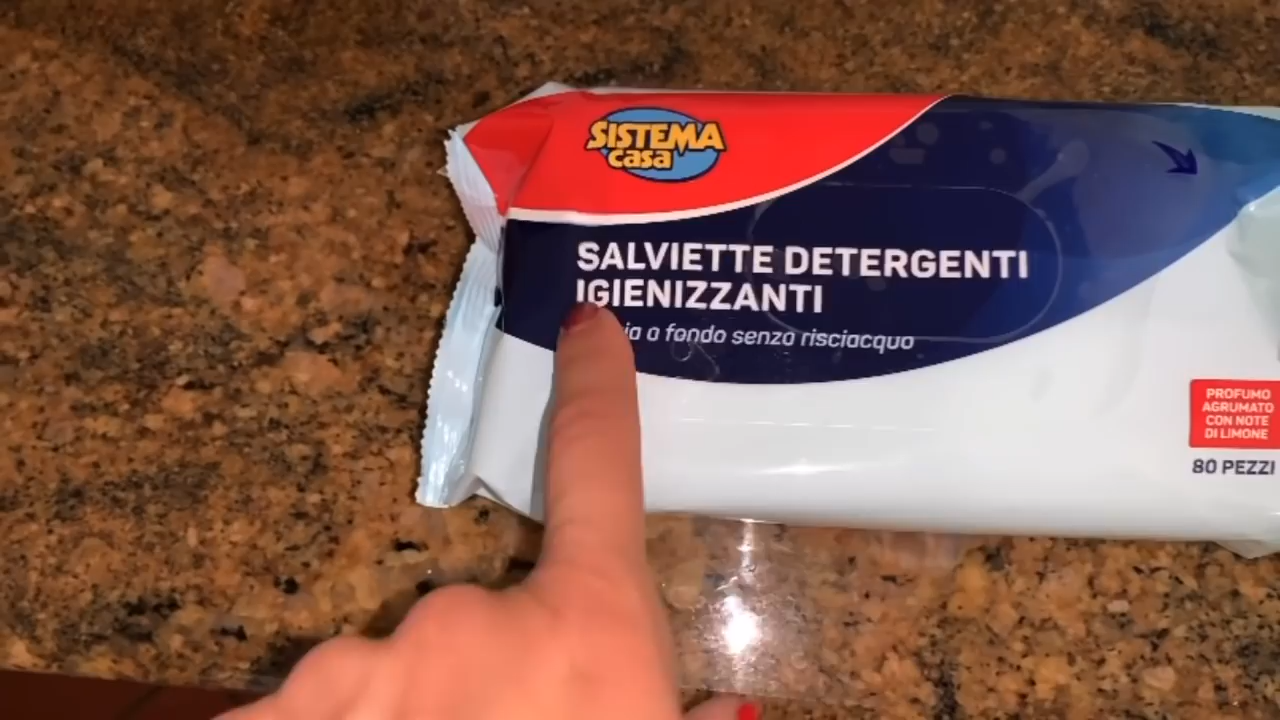 SISTEMA
casa
SALVIETTE DETERGENTI
IGIENIZZANTI
a fondo senza risciacquo
PROFUMO
AGRUMATO
CON NOTE
DI LIMONE
80 PEZZI